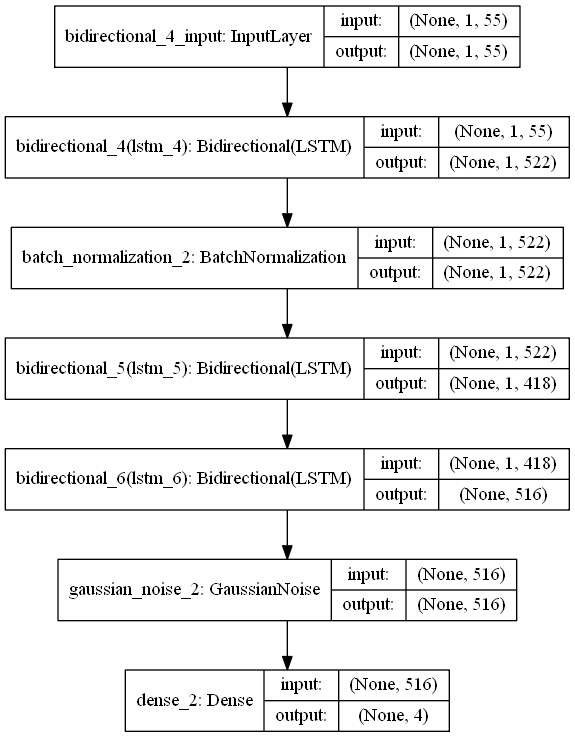 bidirectional_4_input: InputLayer
input: (None, 1, 55)
output: (None, 1, 55)
bidirectional_4(lstm_4): Bidirectional(LSTM)
input: (None, 1, 55)
output: (None, 1, 522)
batch_normalization_2: BatchNormalization
input: (None, 1, 522)
output: (None, 1, 522)
bidirectional_5(lstm_5): Bidirectional(LSTM)
input: (None, 1, 522)
output: (None, 1, 418)
bidirectional_6(lstm_6): Bidirectional(LSTM)
input: (None, 1, 418)
output: (None, 516)
gaussian_noise_2: GaussianNoise
input: (None, 516)
output: (None, 516)
dense_2: Dense
input: (None, 516)
output: (None, 4)